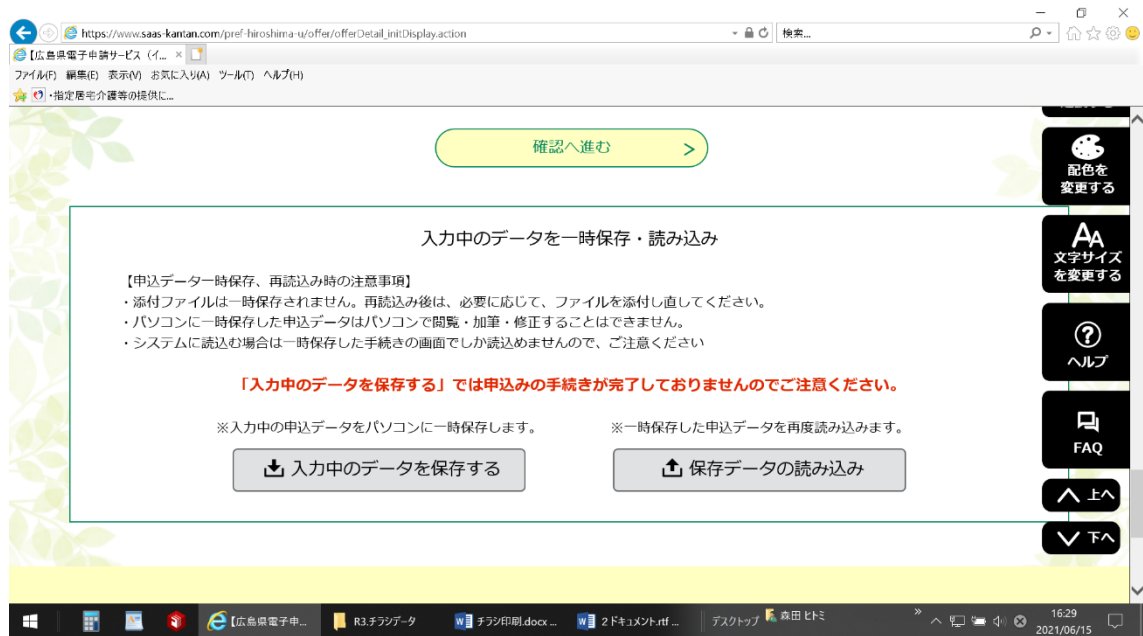 https://www.saas-kantan.com/pref-hiroshima-u/offer/offerDetail_initDisplay.action
検索...
【広島県電子申請サービス（イ... ×
ファイル(F) 編集(E) 表示(V) お気に入り(A) ツール(T) ヘルプ(H)
・指定居宅介護等の提供に...
確認へ進む >
配色を
変更する
入力中のデータを一時保存・読み込み
AA
文字サイズ
を変更する
【申込データ一時保存、再読込み時の注意事項】
・添付ファイルは一時保存されません。再読込み後は、必要に応じて、ファイルを添付し直してください。
・パソコンに一時保存した申込データはパソコンで閲覧・加筆・修正することはできません。
・システムに読込む場合は一時保存した手続きの画面でしか読込めませんので、ご注意ください
?
ヘルプ
「入力中のデータを保存する」では申込みの手続きが完了しておりませんのでご注意ください。
※入力中の申込データをパソコンに一時保存します。
※一時保存した申込データを再度読み込みます。
FAQ
入力中のデータを保存する
保存データの読み込み
上へ
下へ
【広島県電子申...
R3.チラシデータ
チラシ印刷.docx ...
2ドキュメント.rtf ...
デスクトップ
森田 ヒトミ
16:29
2021/06/15